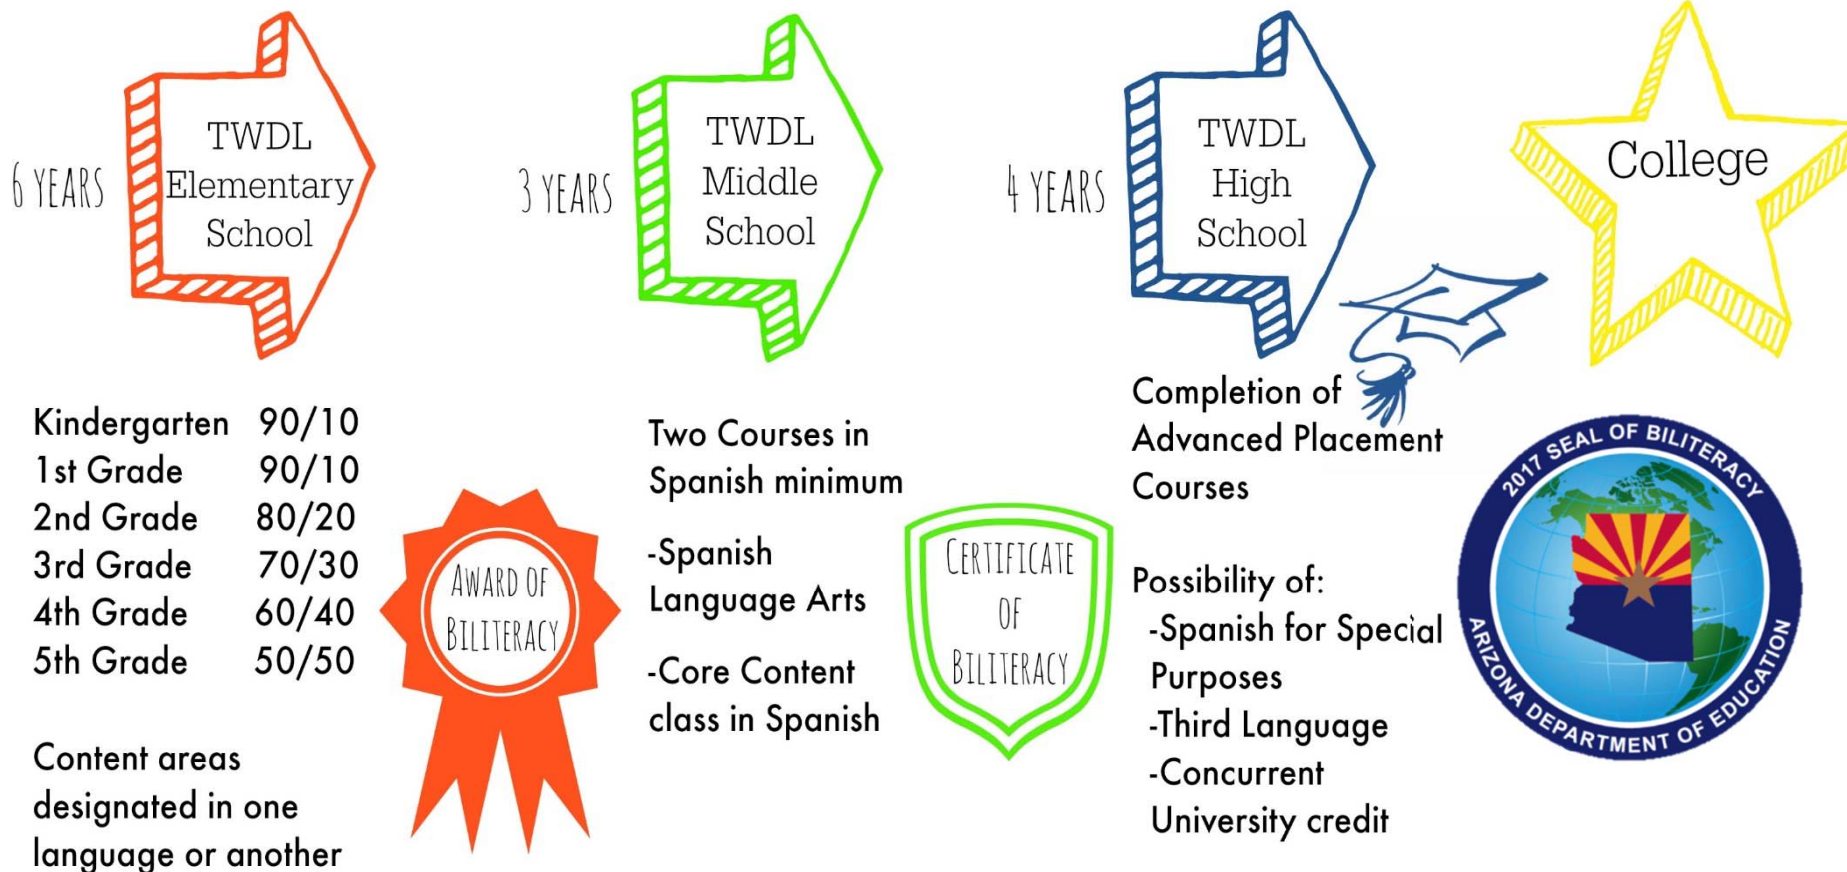 6 YEARS
TWDL
Elementary
School
3 YEARS
TWDL
Middle
School
4 YEARS
TWDL
High
School
College
Kindergarten 90/10
1st Grade 90/10
2nd Grade 80/20
3rd Grade 70/30
4th Grade 60/40
5th Grade 50/50
Content areas
designated in one
language or another
AWARD OF
BILITERACY
Two Courses in
Spanish minimum
-Spanish
Language Arts
-Core Content
class in Spanish
CERTIFICATE
OF
BILITERACY
Completion of
Advanced Placement
Courses
Possibility of:
-Spanish for Special
Purposes
-Third Language
-Concurrent
University credit
2017 SEAL OF BILITERACY
ARIZONA DEPARTMENT OF EDUCATION